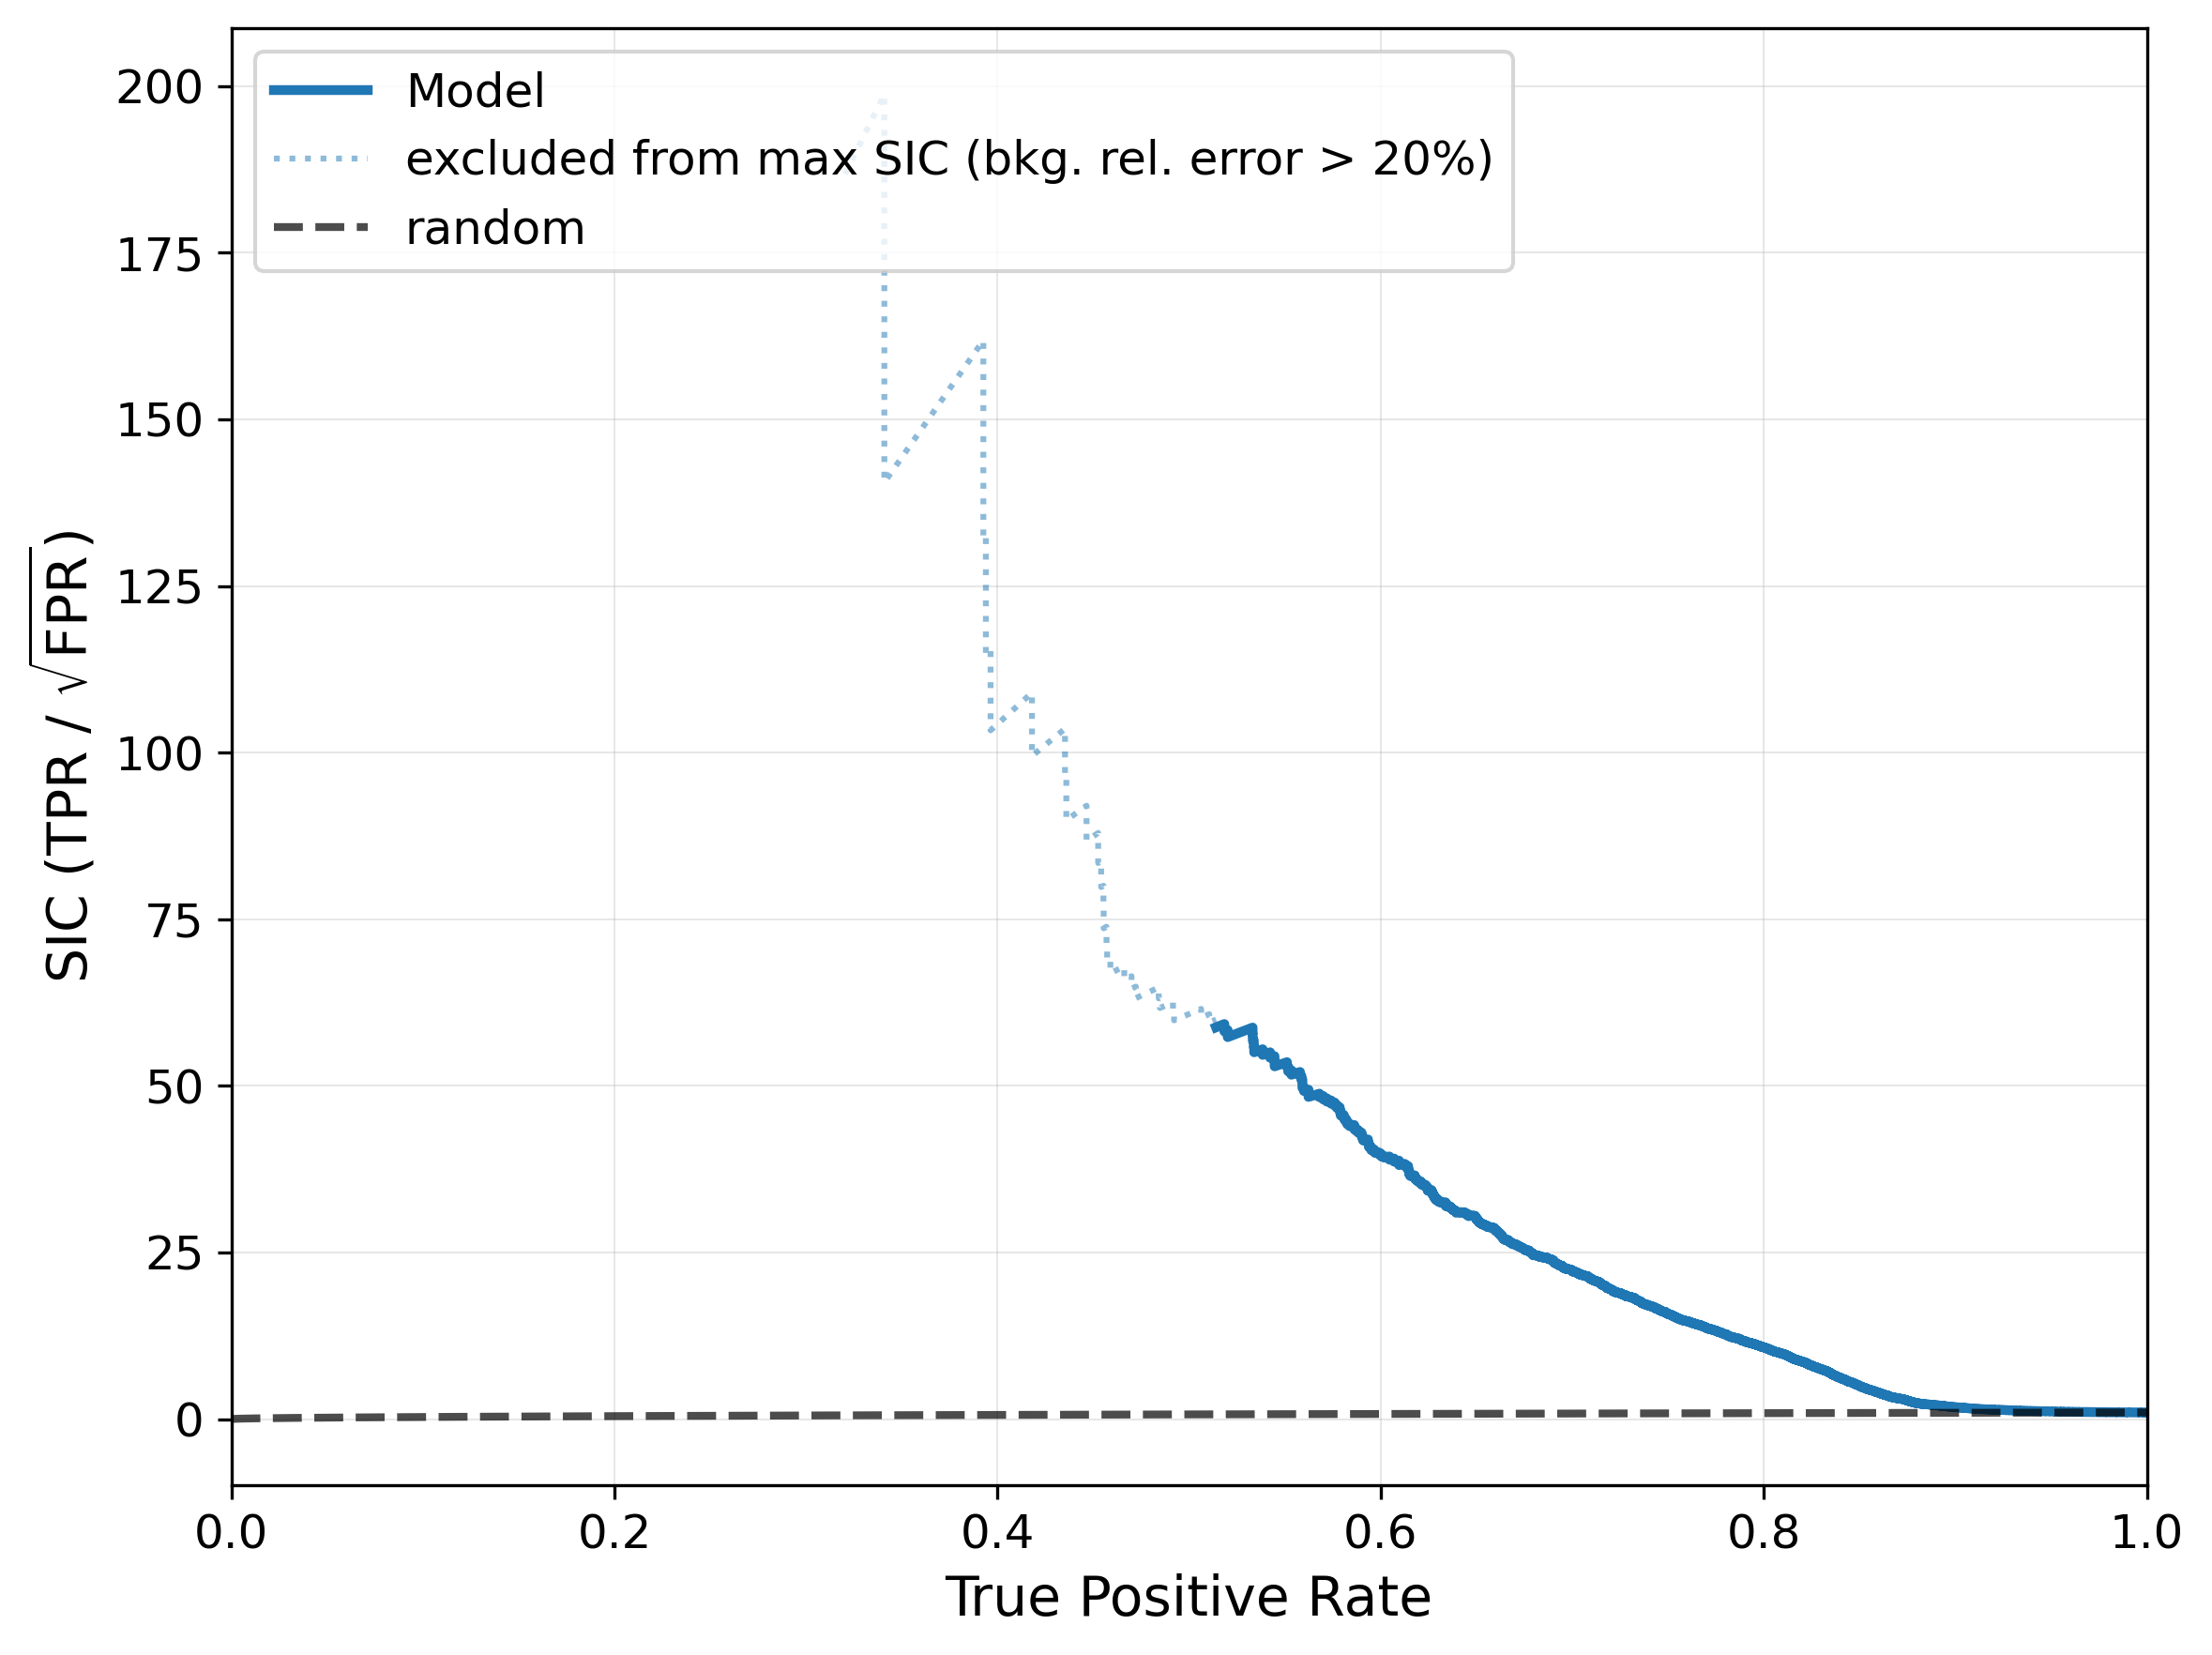 Model
excluded from max SIC (bkg. rel. error > 20%)
random
200
175
150
125
100
75
50
25
0
SIC (TPR / √FPR)
0.0 0.2 0.4 0.6 0.8 1.0
True Positive Rate